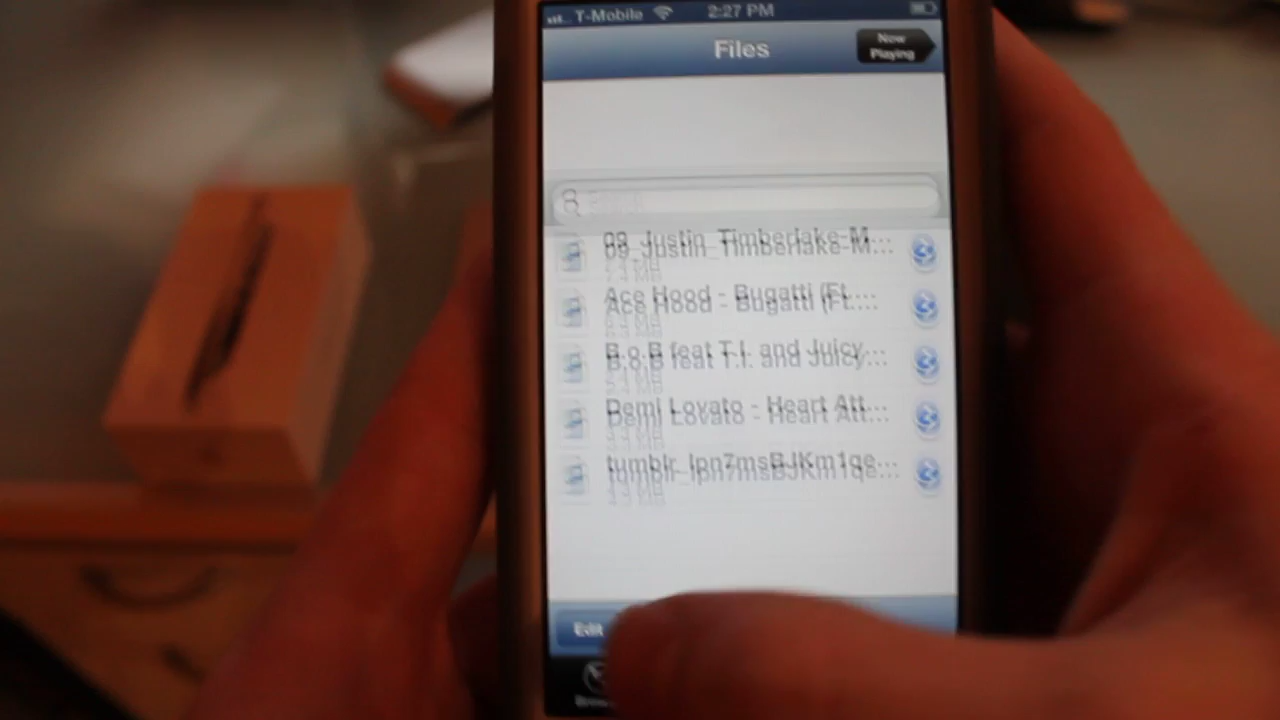 T-Mobile 2:27 PM
Files
Now
Playing
09_Justin_Timberlake-M...
Ace Hood - Bugatti (Ft....
B.o.B feat T.I. and Juicy...
Demi Lovato - Heart Att...
tumblr_lpn7msBJKm1qe...
Edit